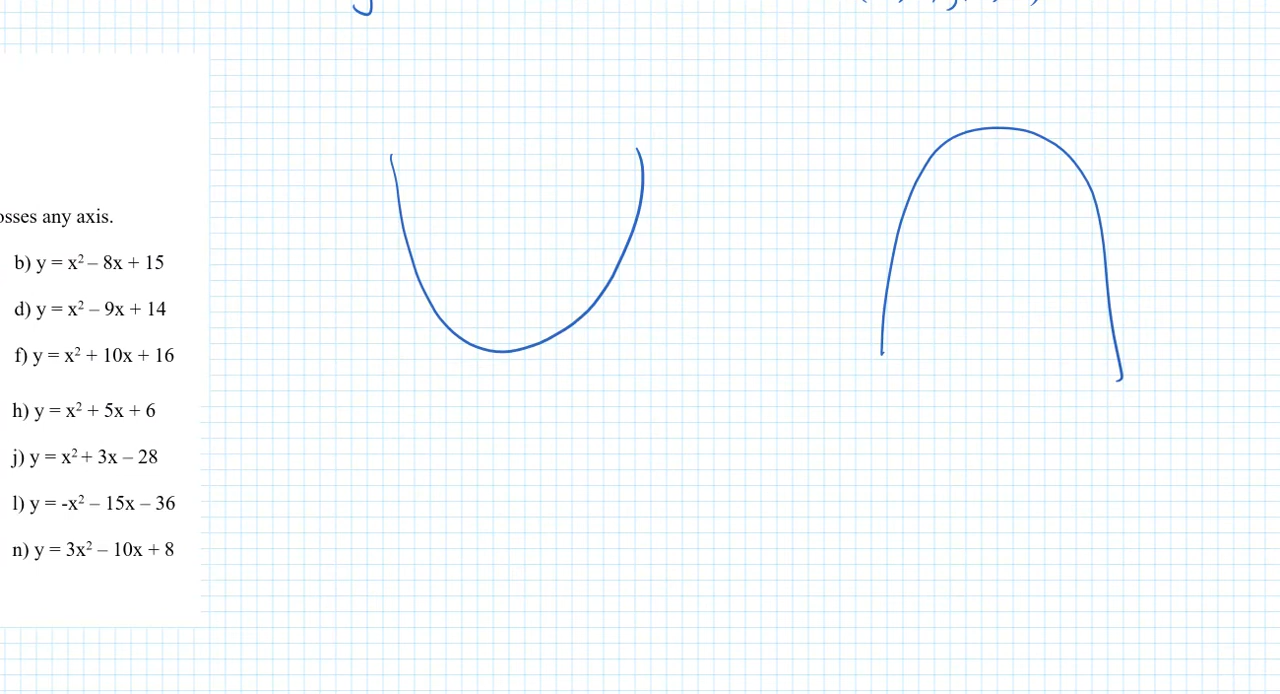 osses any axis.
b) y = x² – 8x + 15
d) y = x² – 9x + 14
f) y = x² + 10x + 16
h) y = x² + 5x + 6
j) y = x² + 3x – 28
l) y = -x² – 15x – 36
n) y = 3x² – 10x + 8